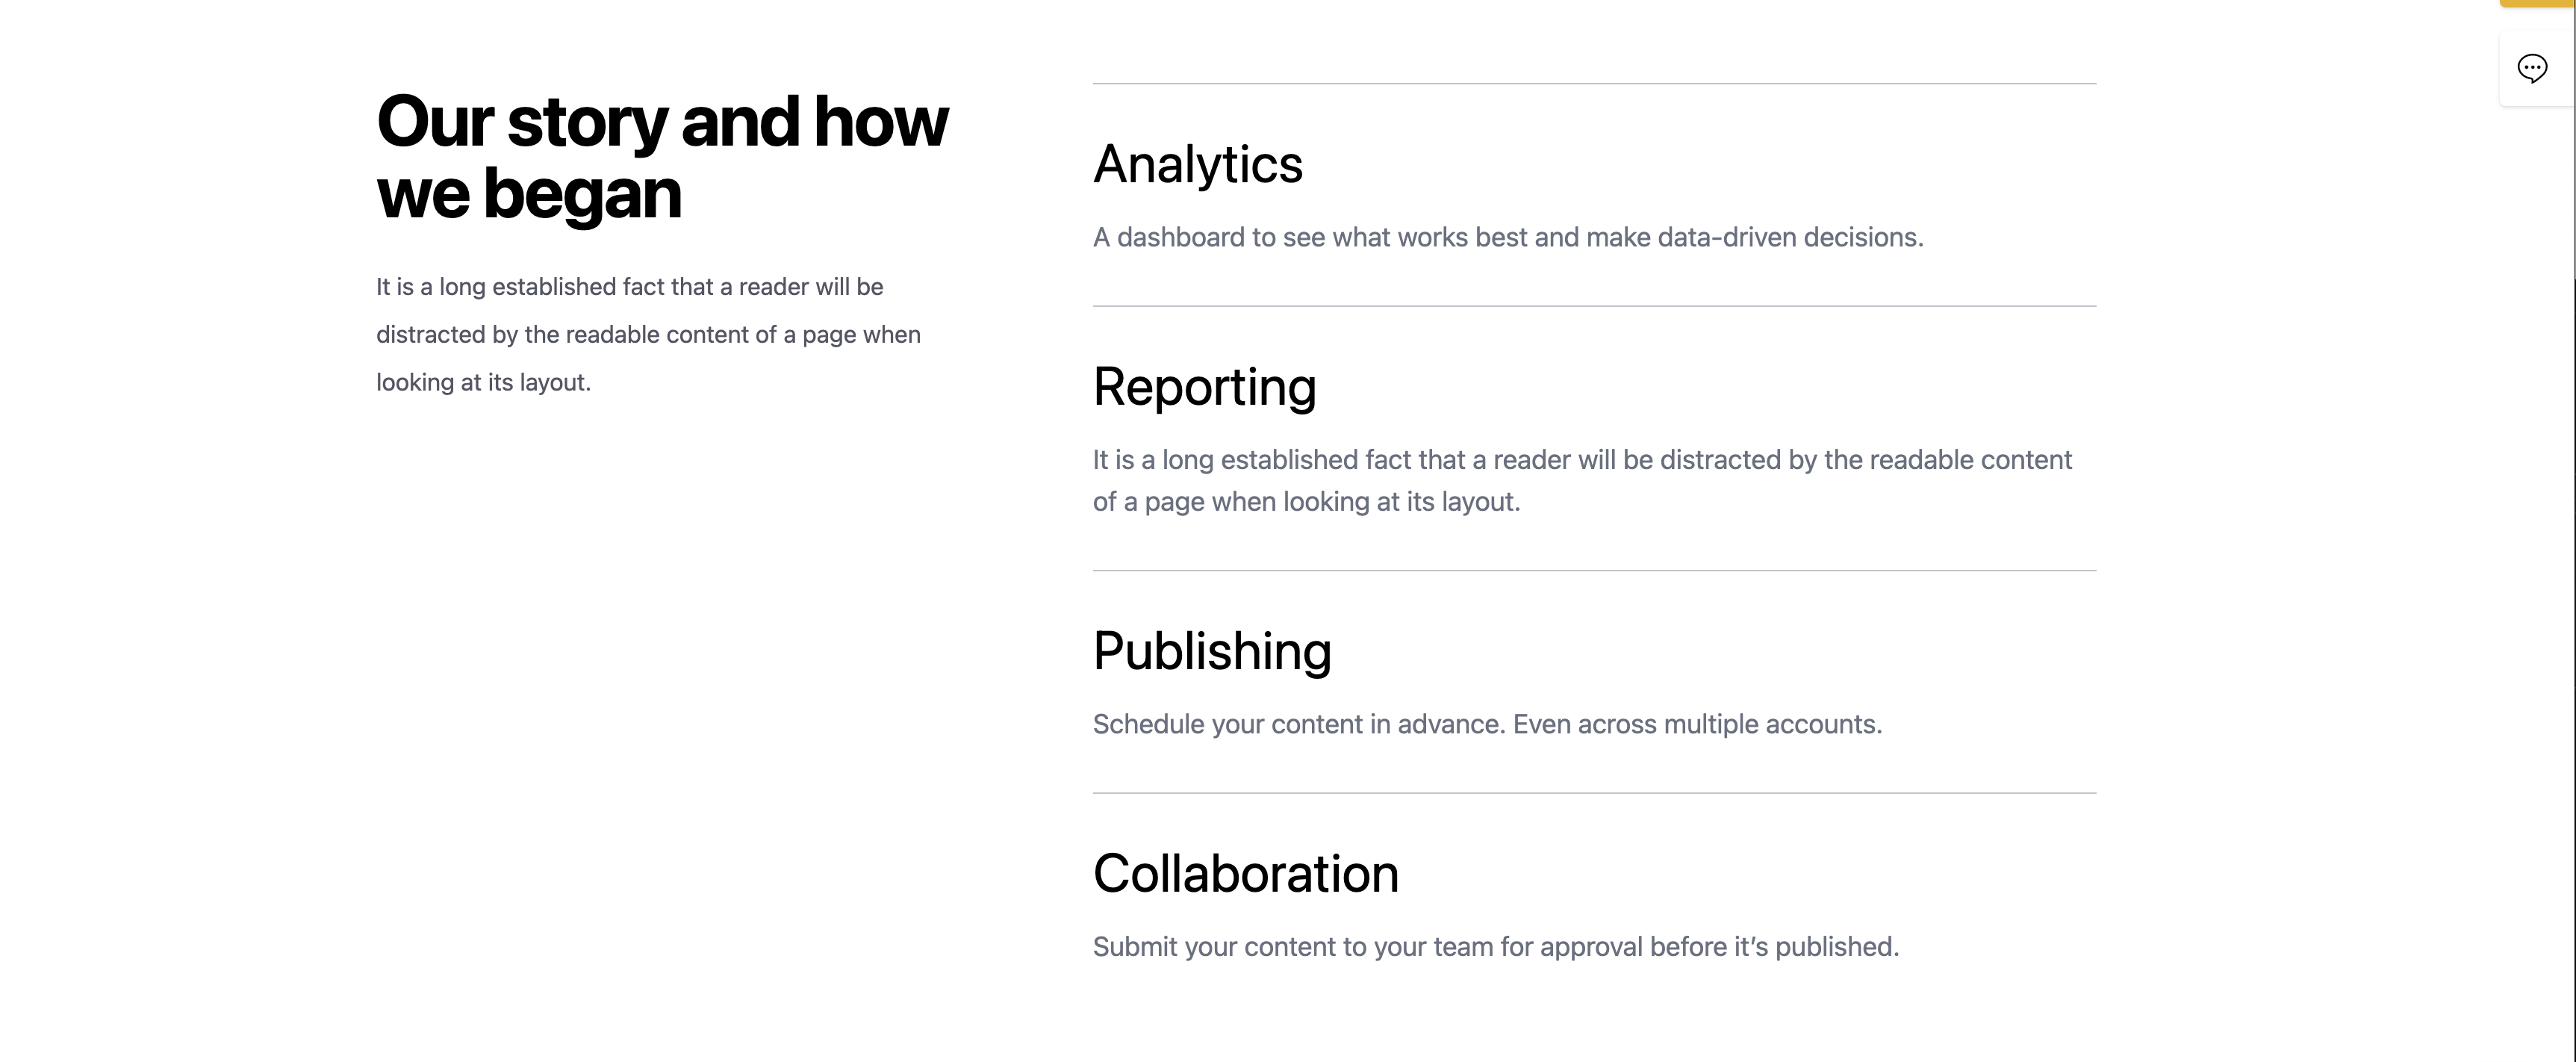 Our story and how
we began
It is a long established fact that a reader will be
distracted by the readable content of a page when
looking at its layout.
Analytics
A dashboard to see what works best and make data-driven decisions.
Reporting
It is a long established fact that a reader will be distracted by the readable content
of a page when looking at its layout.
Publishing
Schedule your content in advance. Even across multiple accounts.
Collaboration
Submit your content to your team for approval before it’s published.